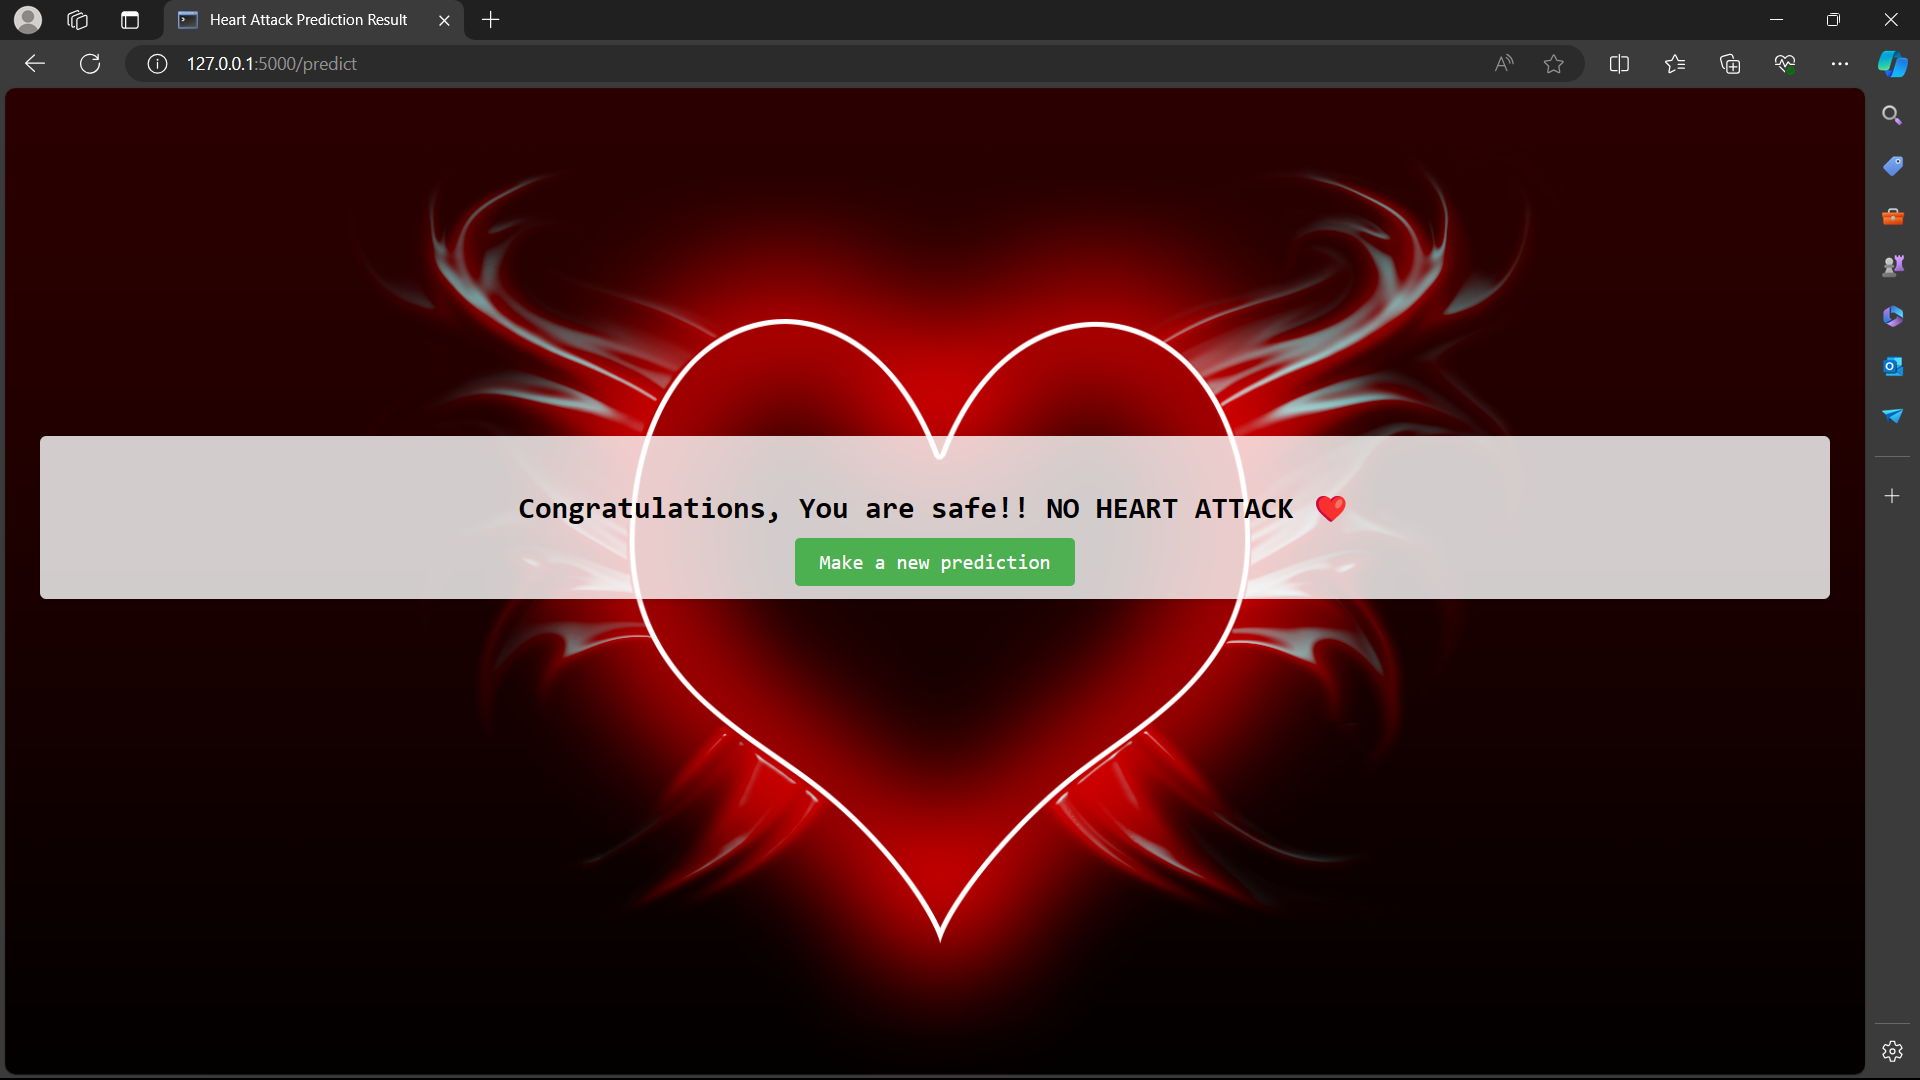 Heart Attack Prediction Result
127.0.0.1:5000/predict
Congratulations, You are safe!! NO HEART ATTACK ❤️
Make a new prediction